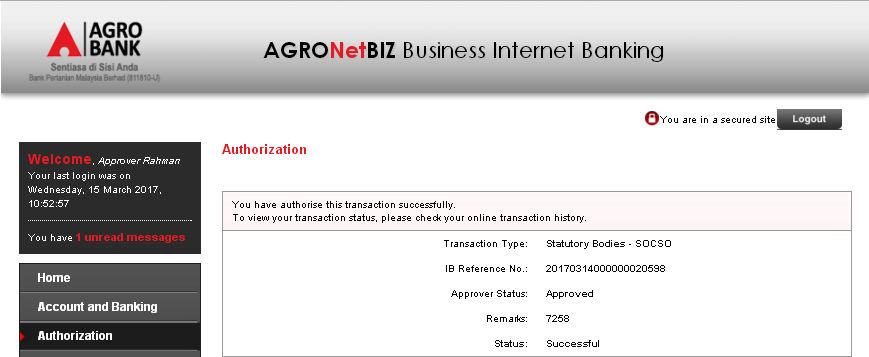 AGRO
BANK
Sentiasa di Sisi Anda
Bank Pertanian Malaysia Berhad (811810-U)
AGRONetBIZ Business Internet Banking
You are in a secured site
Logout
Welcome, Approver Rahman
Your last login was on
Wednesday, 15 March 2017,
10:52:57
You have 1 unread messages
Home
Account and Banking
Authorization
Authorization
You have authorise this transaction successfully.
To view your transaction status, please check your online transaction history.
Transaction Type: Statutory Bodies - SOCSO
IB Reference No.: 20170314000000020598
Approver Status: Approved
Remarks: 7258
Status: Successful